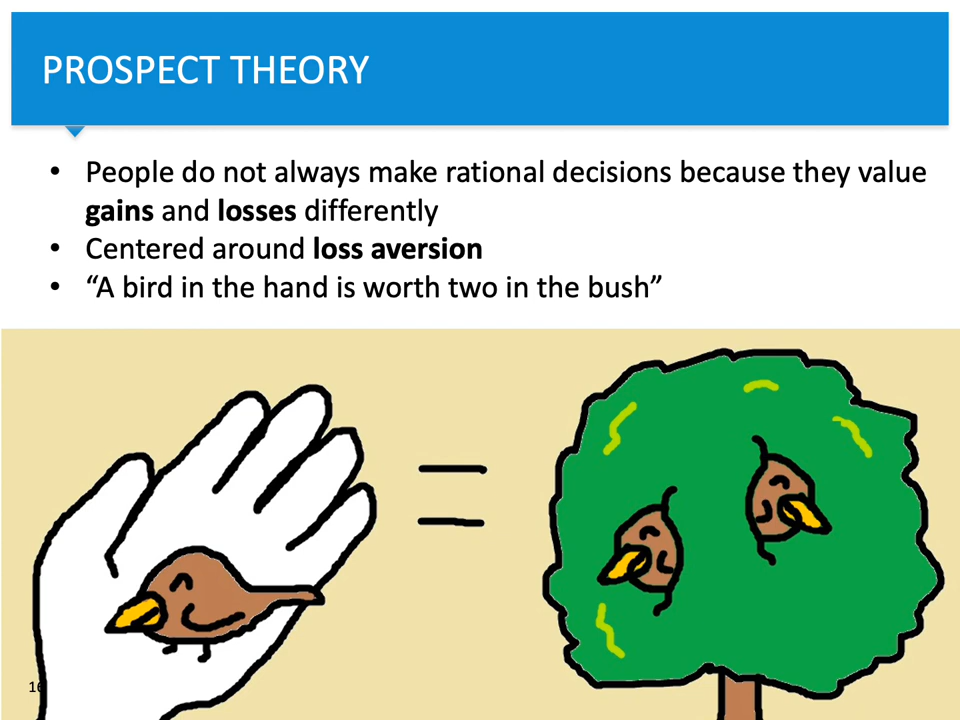 PROSPECT THEORY
• People do not always make rational decisions because they value
gains and losses differently
• Centered around loss aversion
• “A bird in the hand is worth two in the bush”
16